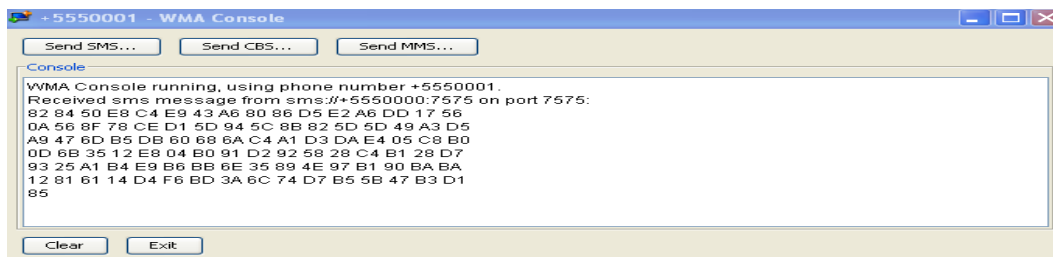 +5550001 - WMA Console
Send SMS... Send CBS... Send MMS...
Console
WMA Console running, using phone number +5550001.
Received sms message from sms://+5550000:7575 on port 7575:
82 84 50 E8 C4 E9 43 A6 80 86 D5 E2 A6 DD 17 56
0A 56 8F 78 CE D1 5D 94 5C 8B 82 5D 5D 49 A3 D5
A9 47 6D B5 DB 60 68 6A C4 A1 D3 DA E4 05 C8 B0
0D 6B 35 12 E8 04 B0 91 D2 92 58 28 C4 B1 28 D7
93 25 A1 B4 E9 B6 BB 6E 35 89 4E 97 B1 90 BA BA
12 81 61 14 D4 F6 BD 3A 6C 74 D7 B5 5B 47 B3 D1
85
Clear Exit